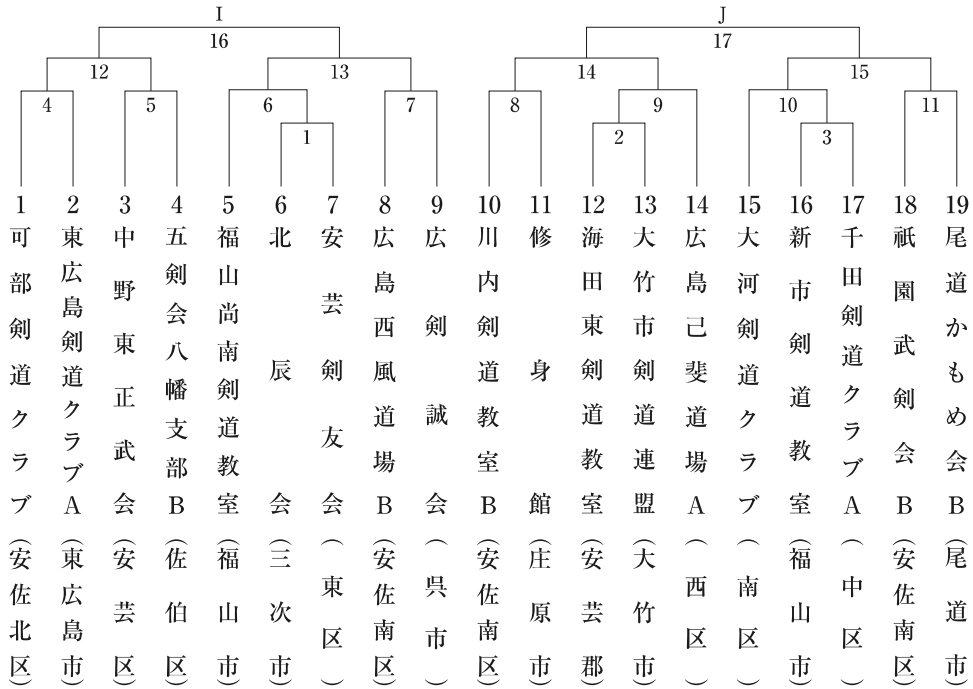 I
J
16
17
12
13
14
15
4
5
6
7
8
9
10
11
1
2
3
1 可部剣道クラブ（安佐北区）
2 東広島剣道クラブA（東広島市）
3 中野東正武会（安芸区）
4 五剣会八幡支部B（佐伯区）
5 福山尚南剣道教室（福山市）
6 北辰会（三次市）
7 安芸剣友会（東区）
8 広島西風道場B（安佐南区）
9 広剣誠会（呉市）
10 川内剣道教室B（安佐南区）
11 修身館（庄原市）
12 海田東剣道教室（安芸郡）
13 大竹市剣道連盟（大竹市）
14 広島己斐道場A（西区）
15 大河剣道クラブ（南区）
16 新市剣道教室（福山市）
17 千田剣道クラブA（中区）
18 祇園武剣会B（安佐南区）
19 尾道かもめ会B（尾道市）